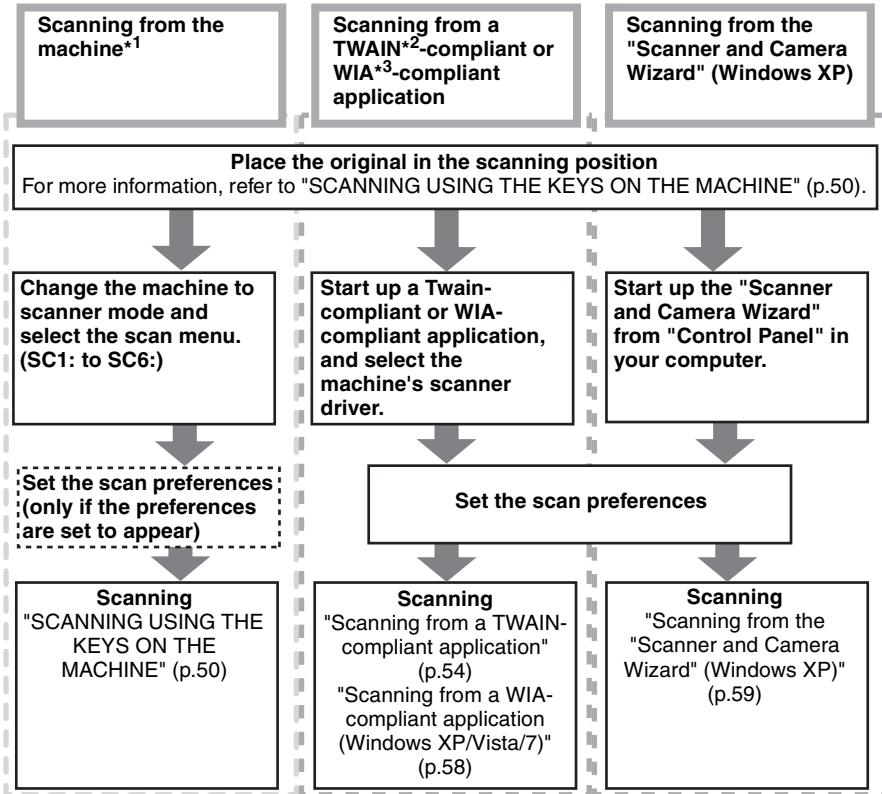 Scanning from the
machine*1
Scanning from a
TWAIN*2-compliant or
WIA*3-compliant
application
Scanning from the
"Scanner and Camera
Wizard" (Windows XP)
Place the original in the scanning position
For more information, refer to "SCANNING USING THE KEYS ON THE MACHINE" (p.50).
Change the machine to
scanner mode and
select the scan menu.
(SC1: to SC6:)
Start up a Twain-
compliant or WIA-
compliant application,
and select the
machine's scanner
driver.
Start up the "Scanner
and Camera Wizard"
from "Control Panel" in
your computer.
Set the scan preferences
(only if the preferences
are set to appear)
Set the scan preferences
Scanning
"SCANNING USING THE
KEYS ON THE
MACHINE" (p.50)
Scanning
"Scanning from a TWAIN-
compliant application"
(p.54)
"Scanning from a WIA-
compliant application
(Windows XP/Vista/7)"
(p.58)
Scanning
"Scanning from the
"Scanner and Camera
Wizard" (Windows XP)"
(p.59)